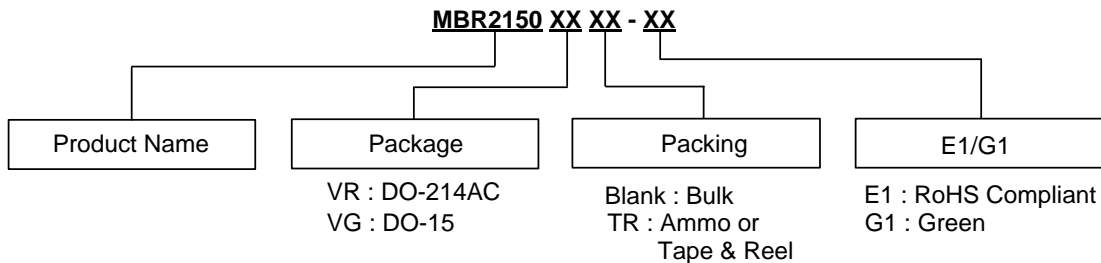 MBR2150 XX XX - XX
Product Name
Package
Packing
E1/G1
VR : DO-214AC
VG : DO-15
Blank : Bulk
TR : Ammo or
Tape & Reel
E1 : RoHS Compliant
G1 : Green